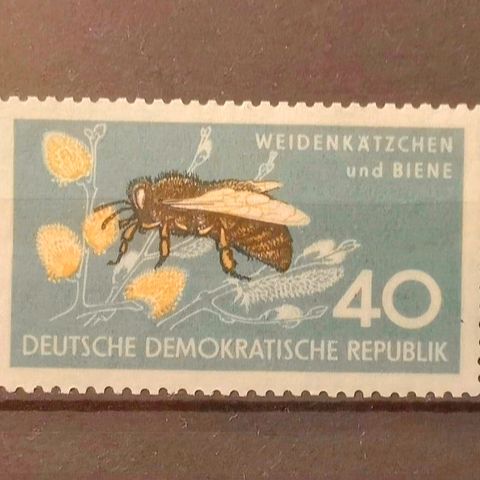 WEIDENKÄTZCHEN
und BIENE
40
DEUTSCHE DEMOKRATISCHE REPUBLIK